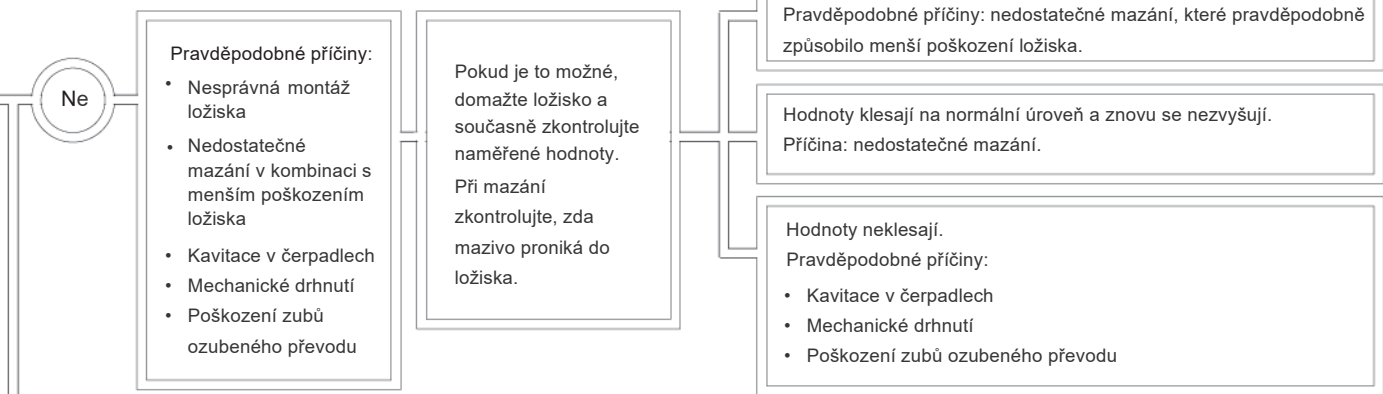 Ne
Pravděpodobné příčiny:
• Nesprávná montáž
ložiska
• Nedostatečné
mazání v kombinaci s
menším poškozením
ložiska
• Kavitace v čerpadlech
• Mechanické drhnutí
• Poškození zubů
ozubeného převodu
Pokud je to možné,
domažte ložisko a
současně zkontrolujte
naměřené hodnoty.
Při mazání
zkontrolujte, zda
mazivo proniká do
ložiska.
Pravděpodobné příčiny: nedostatečné mazání, které pravděpodobně
způsobilo menší poškození ložiska.
Hodnoty klesají na normální úroveň a znovu se nezvyšují.
Příčina: nedostatečné mazání.
Hodnoty neklesají.
Pravděpodobné příčiny:
• Kavitace v čerpadlech
• Mechanické drhnutí
• Poškození zubů ozubeného převodu